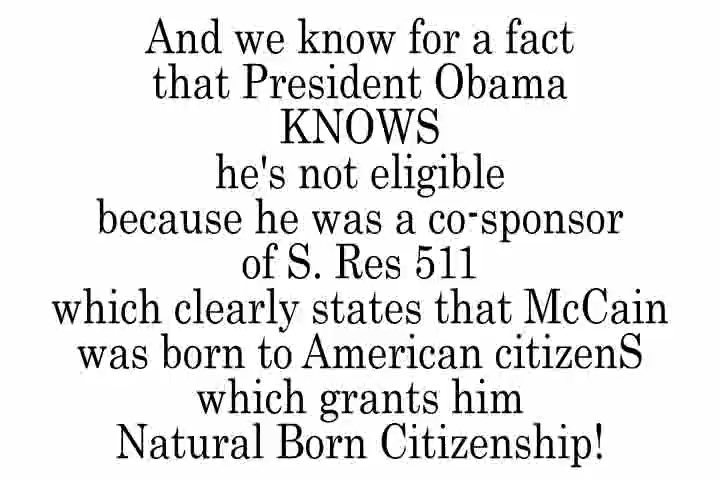 And we know for a fact
that President Obama
KNOWS
he's not eligible
because he was a co-sponsor
of S. Res 511
which clearly states that McCain
was born to American citizenS
which grants him
Natural Born Citizenship!